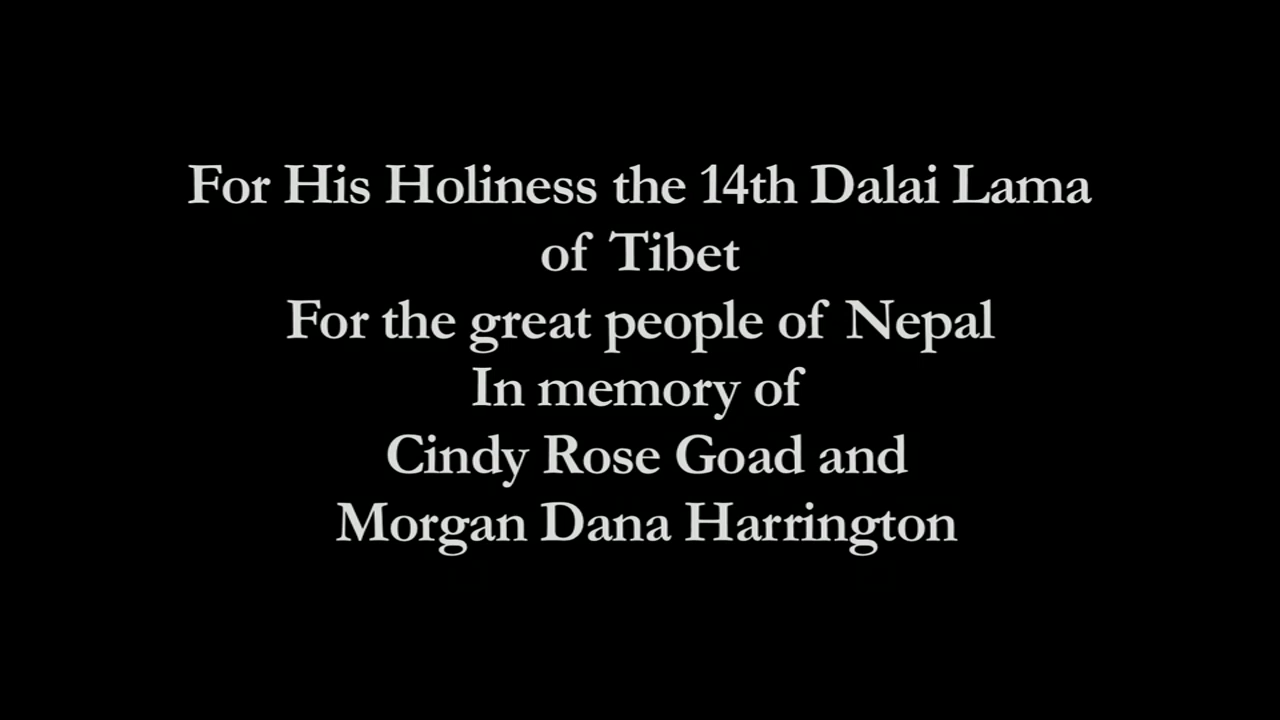 For His Holiness the 14th Dalai Lama
of Tibet
For the great people of Nepal
In memory of
Cindy Rose Goad and
Morgan Dana Harrington